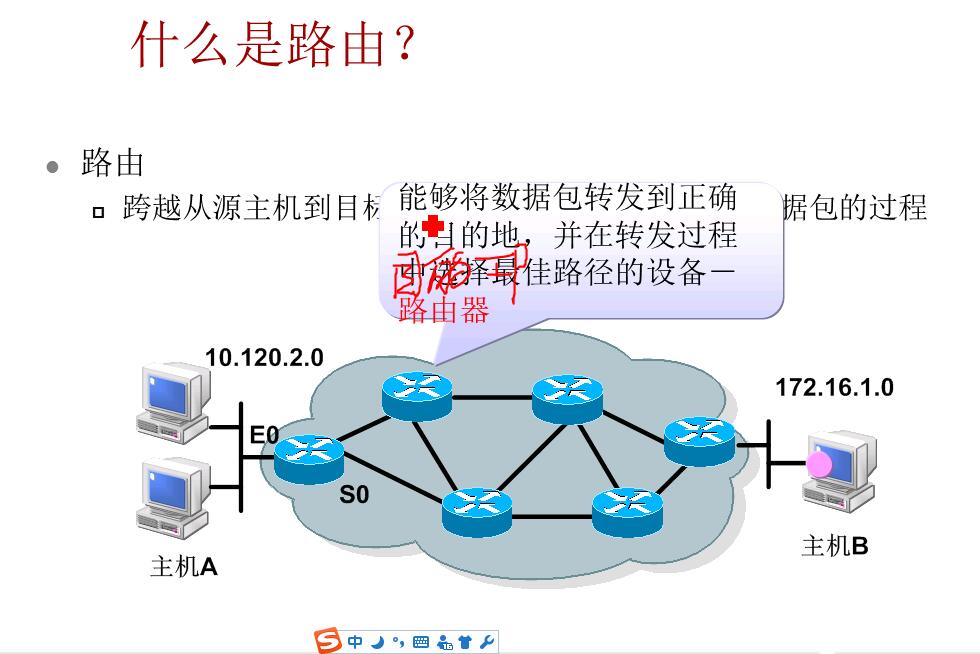 什么是路由？
路由
跨越从源主机到目标
据包的过程
能够将数据包转发到正确
的目的地，并在转发过程
中选择最佳路径的设备－
路由器
10.120.2.0
172.16.1.0
E0
S0
主机B
主机A
中